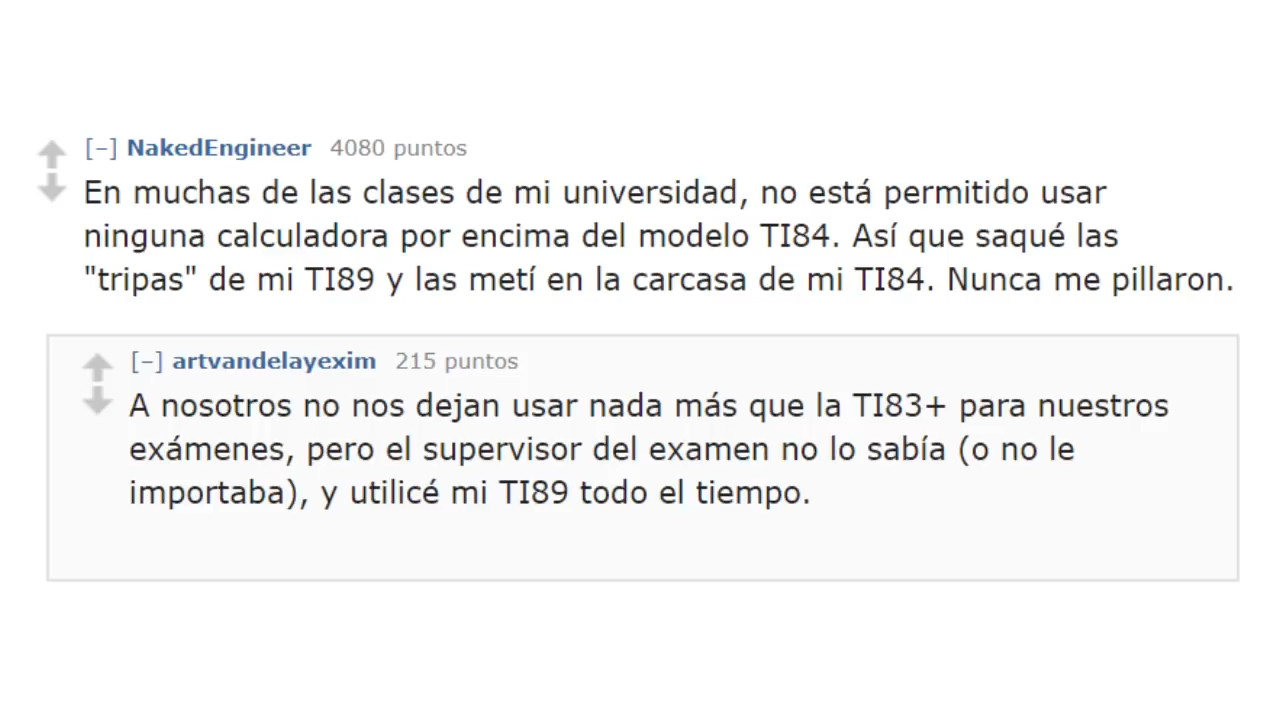 [–] NakedEngineer 4080 puntos
En muchas de las clases de mi universidad, no está permitido usar
ninguna calculadora por encima del modelo TI84. Así que saqué las
"tripas" de mi TI89 y las metí en la carcasa de mi TI84. Nunca me pillaron.
[–] artvandelayexim 215 puntos
A nosotros no nos dejan usar nada más que la TI83+ para nuestros
exámenes, pero el supervisor del examen no lo sabía (o no le
importaba), y utilicé mi TI89 todo el tiempo.